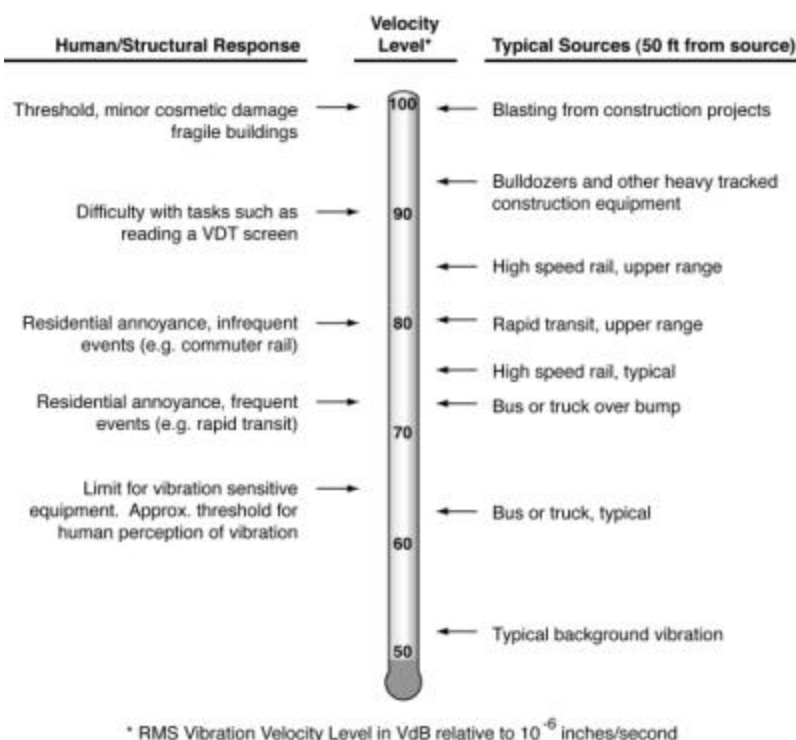 Human/Structural Response
Velocity
Level*
Typical Sources (50 ft from source)
Threshold, minor cosmetic damage
fragile buildings
100
Blasting from construction projects
Bulldozers and other heavy tracked
construction equipment
Difficulty with tasks such as
reading a VDT screen
90
High speed rail, upper range
Residential annoyance, infrequent
events (e.g. commuter rail)
80
Rapid transit, upper range
High speed rail, typical
Residential annoyance, frequent
events (e.g. rapid transit)
Bus or truck over bump
70
Limit for vibration sensitive
equipment. Approx. threshold for
human perception of vibration
Bus or truck, typical
60
Typical background vibration
50
* RMS Vibration Velocity Level in VdB relative to 10⁻⁶ inches/second